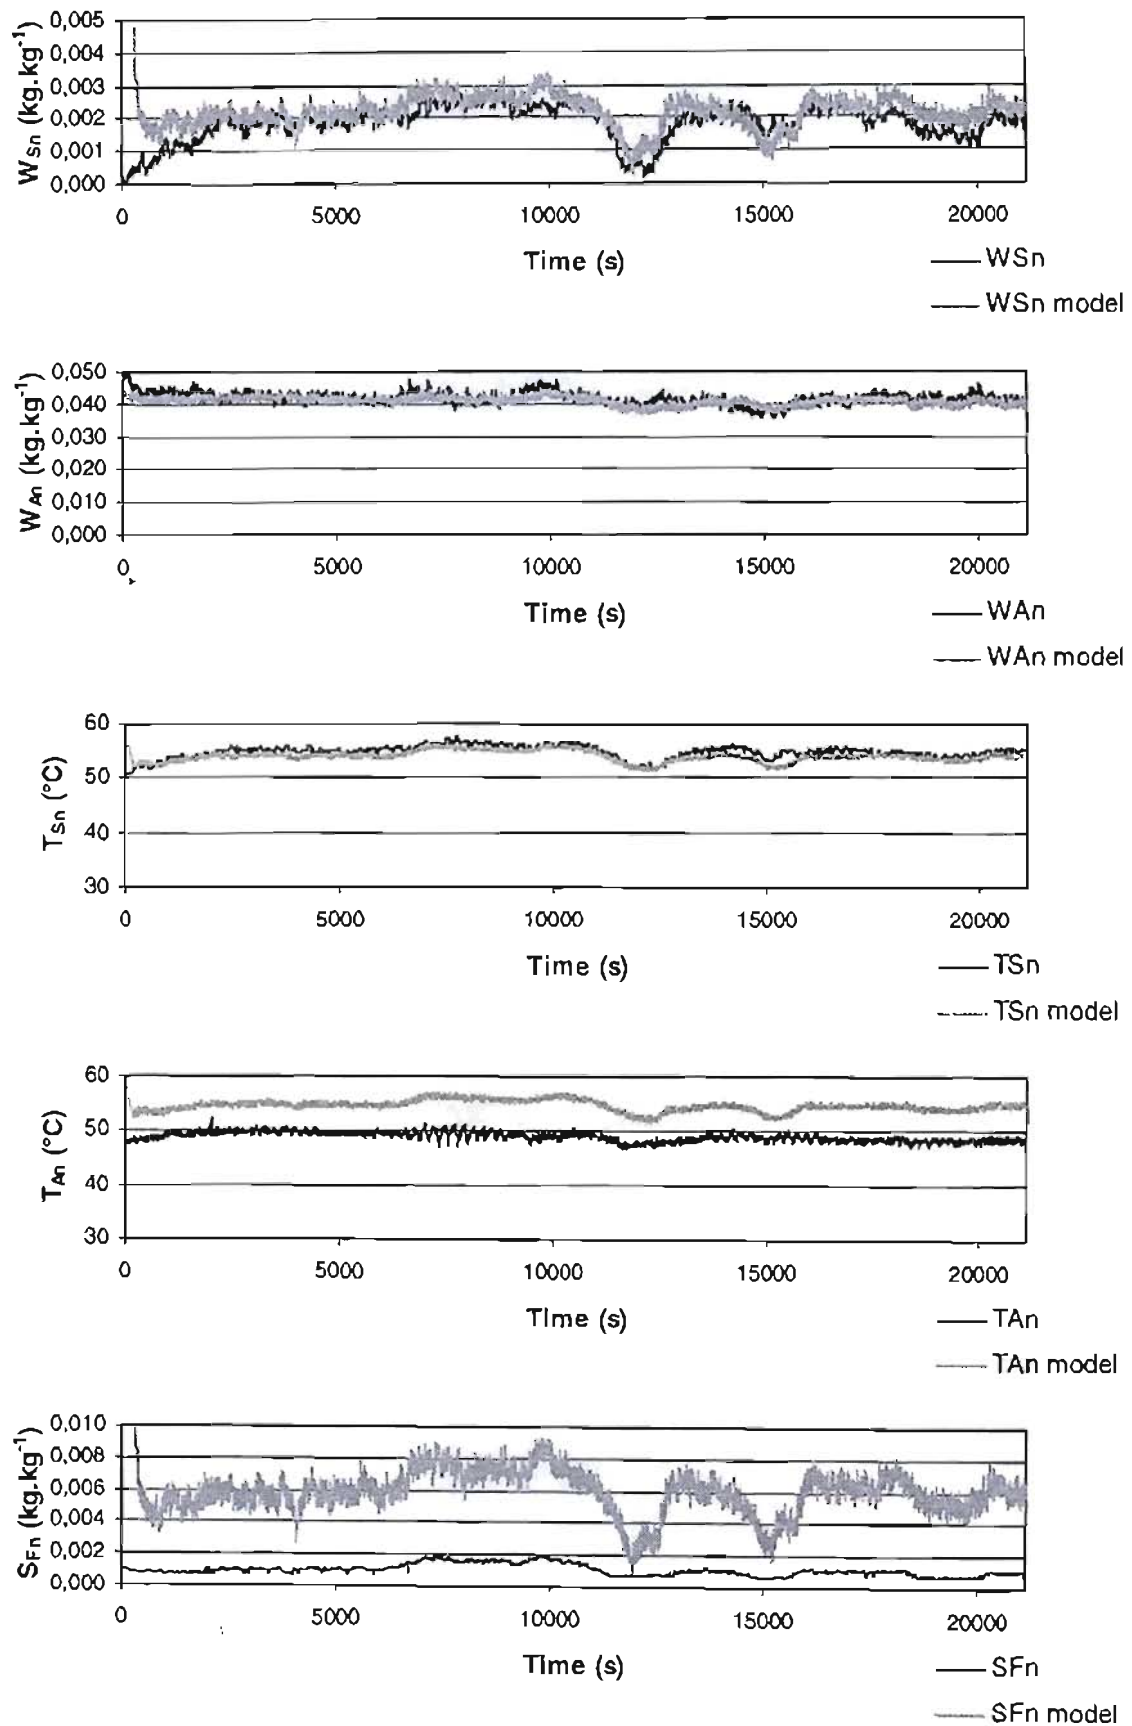 W_Sn (kg.kg⁻¹)
0,005
0,004
0,003
0,002
0,001
0,000
0 5000 10000 15000 20000
Time (s)
WSn
WSn model
W_An (kg.kg⁻¹)
0,050
0,040
0,030
0,020
0,010
0,000
0 5000 10000 15000 20000
Time (s)
WAn
WAn model
T_Sn (°C)
60
50
40
30
0 5000 10000 15000 20000
Time (s)
TSn
TSn model
T_An (°C)
60
50
40
30
0 5000 10000 15000 20000
Time (s)
TAn
TAn model
S_Fn (kg.kg⁻¹)
0,010
0,008
0,006
0,004
0,002
0,000
0 5000 10000 15000 20000
Time (s)
SFn
SFn model